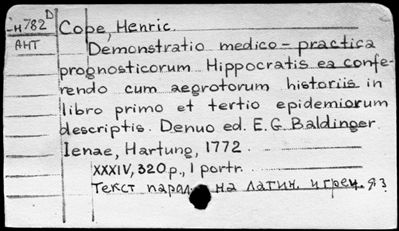 D
H782 Cope, Henric.
АНТ Demonstratio medico - practica
prognosticorum Hippocratis ea confe-
rendo cum aegrotorum historiis in
libro primo et tertio epidemiorum
descriptis. Denuo ed. E.G. Baldinger.
Ienae, Hartung, 1772.
XXXIV, 320 p., 1 portr.
Текст парал. на латин. и греч. яз